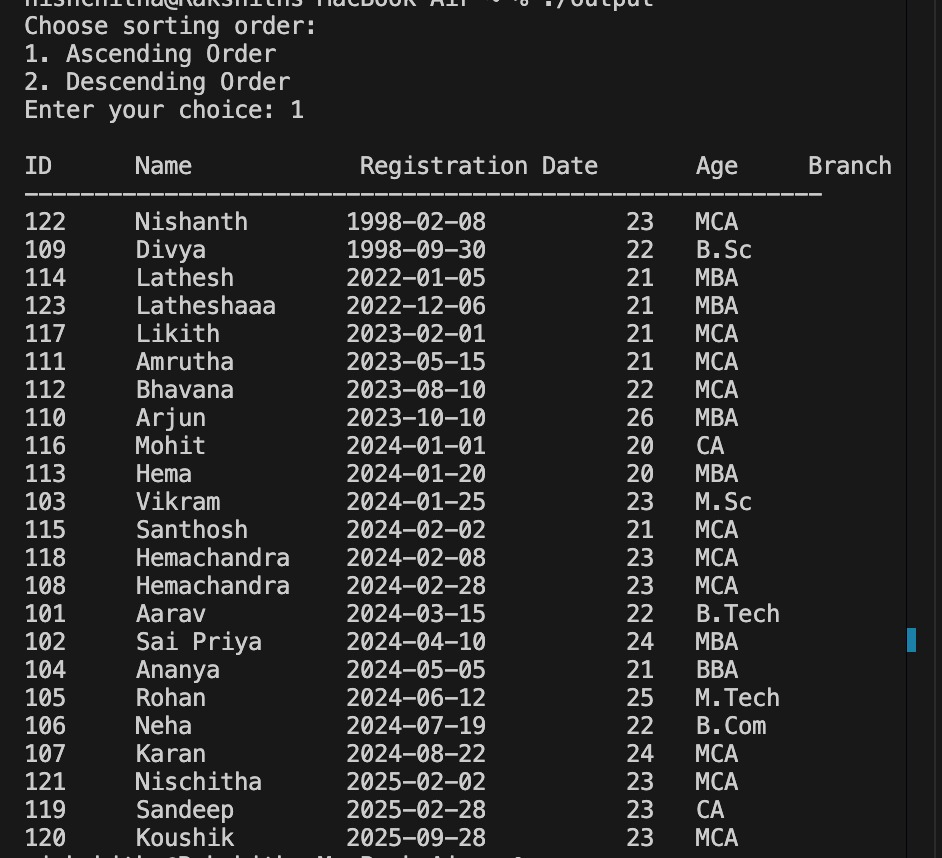 Choose sorting order:
1. Ascending Order
2. Descending Order
Enter your choice: 1
ID Name Registration Date Age Branch
---------------------------------------------------------
122 Nishanth 1998-02-08 23 MCA
109 Divya 1998-09-30 22 B.Sc
114 Lathesh 2022-01-05 21 MBA
123 Latheshaaa 2022-12-06 21 MBA
117 Likith 2023-02-01 21 MCA
111 Amrutha 2023-05-15 21 MCA
112 Bhavana 2023-08-10 22 MCA
110 Arjun 2023-10-10 26 MBA
116 Mohit 2024-01-01 20 CA
113 Hema 2024-01-20 20 MBA
103 Vikram 2024-01-25 23 M.Sc
115 Santhosh 2024-02-02 21 MCA
118 Hemachandra 2024-02-08 23 MCA
108 Hemachandra 2024-02-28 23 MCA
101 Aarav 2024-03-15 22 B.Tech
102 Sai Priya 2024-04-10 24 MBA
104 Ananya 2024-05-05 21 BBA
105 Rohan 2024-06-12 25 M.Tech
106 Neha 2024-07-19 22 B.Com
107 Karan 2024-08-22 24 MCA
121 Nischitha 2025-02-02 23 MCA
119 Sandeep 2025-02-28 23 CA
120 Koushik 2025-09-28 23 MCA